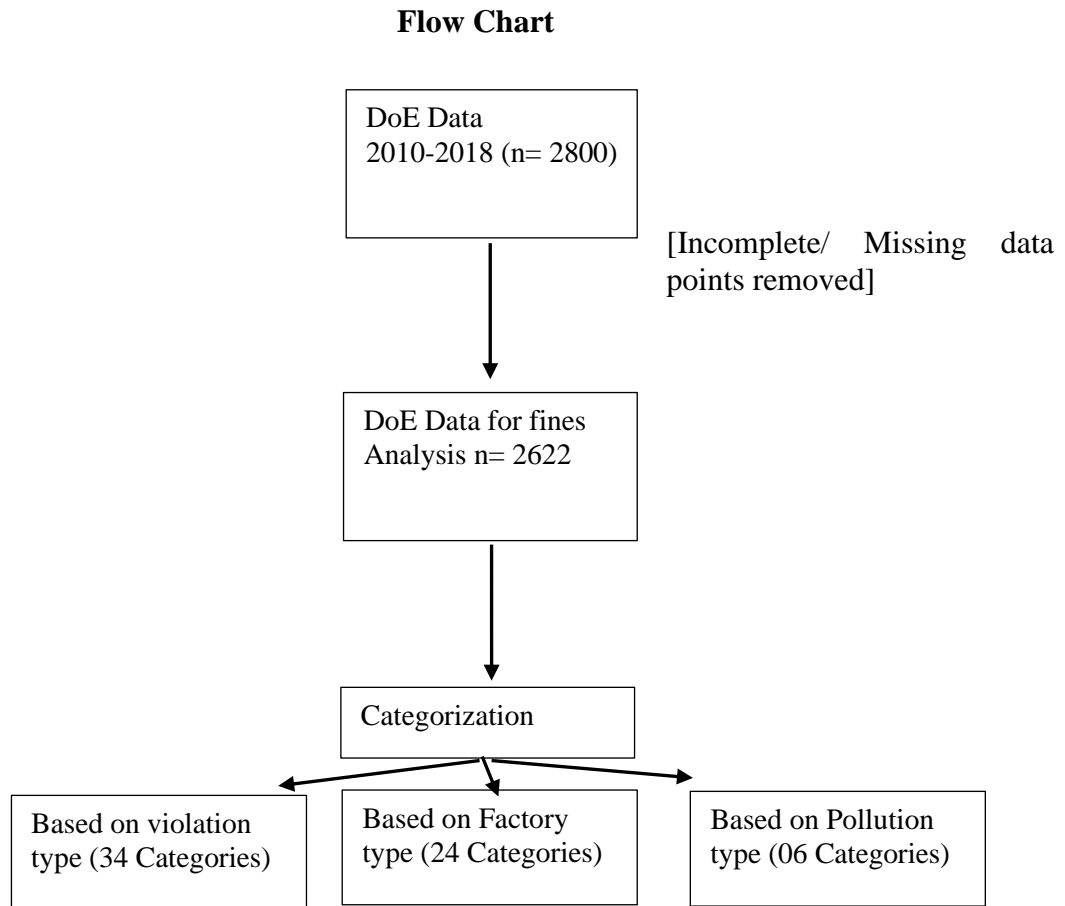 Flow Chart
DoE Data
2010-2018 (n= 2800)
[Incomplete/ Missing data
points removed]
DoE Data for fines
Analysis n= 2622
Categorization
Based on violation
type (34 Categories)
Based on Factory
type (24 Categories)
Based on Pollution
type (06 Categories)